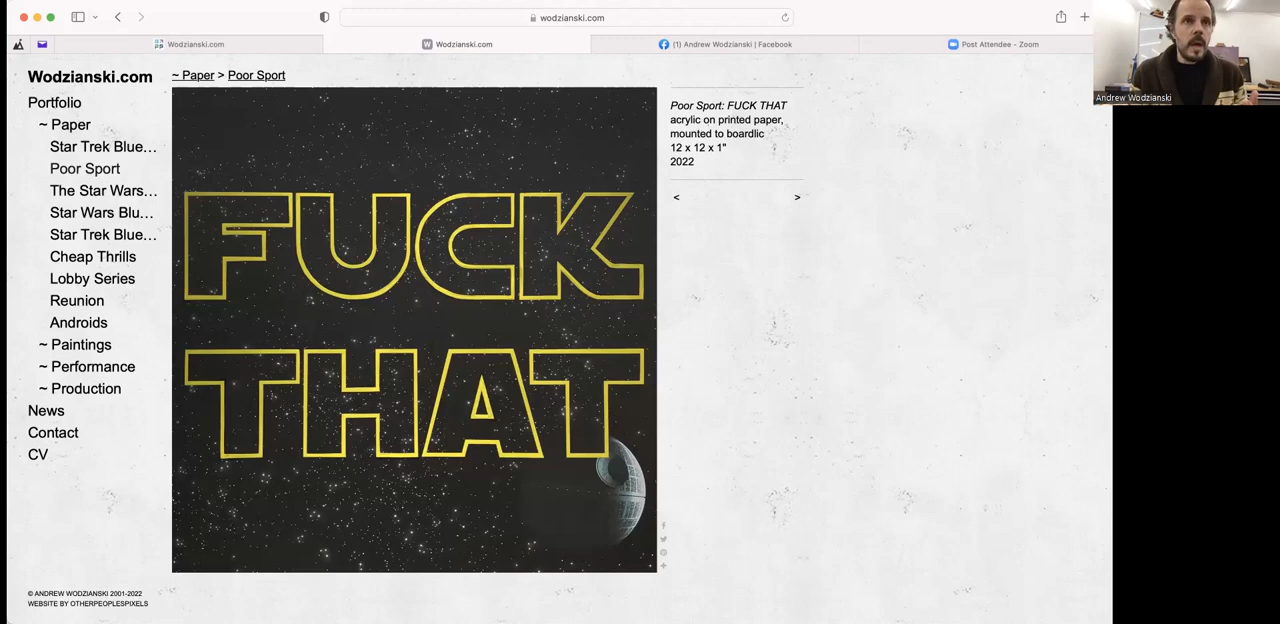 wodzianski.com
Wodzianski.com
W Wodzianski.com
(1) Andrew Wodzianski | Facebook
Post Attendee - Zoom
Andrew Wodzianski
Wodzianski.com
Portfolio
~ Paper
Star Trek Blue…
Poor Sport
The Star Wars…
Star Wars Blu…
Star Trek Blue…
Cheap Thrills
Lobby Series
Reunion
Androids
~ Paintings
~ Performance
~ Production
News
Contact
CV
~ Paper > Poor Sport
FUCK
THAT
Poor Sport: FUCK THAT
acrylic on printed paper,
mounted to boardlic
12 x 12 x 1"
2022
< >
© ANDREW WODZIANSKI 2001-2022
WEBSITE BY OTHERPEOPLESPIXELS